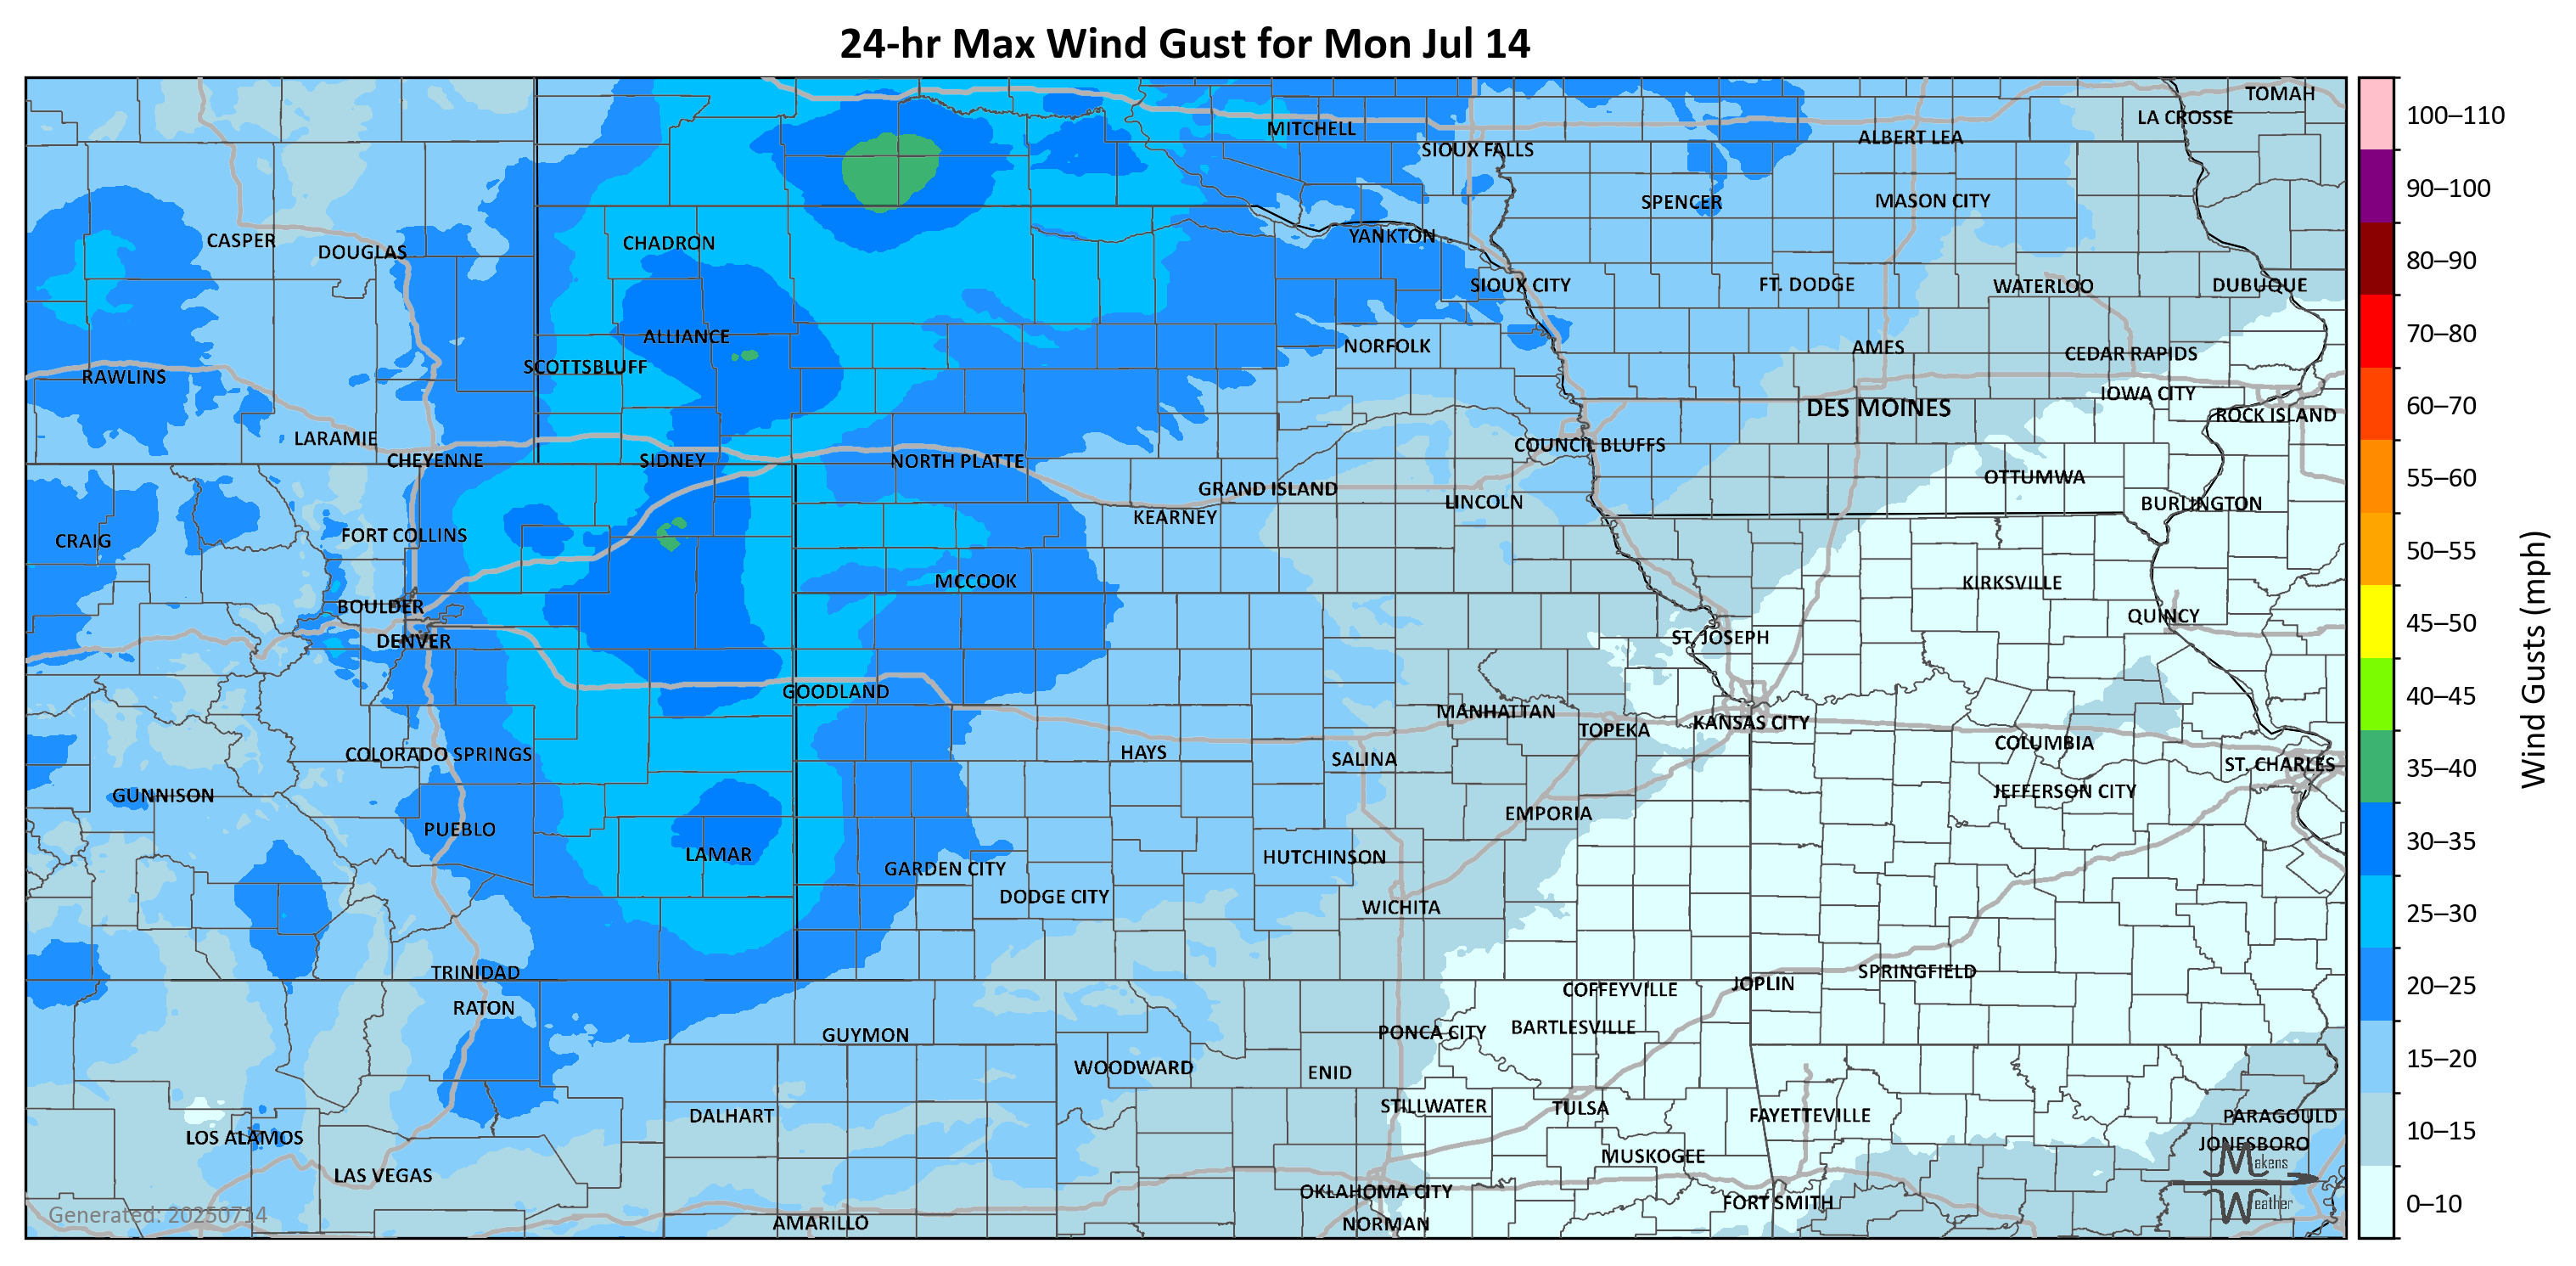 24-hr Max Wind Gust for Mon Jul 14
TOMAH
LA CROSSE
MITCHELL
ALBERT LEA
SIOUX FALLS
SPENCER
MASON CITY
CASPER
DOUGLAS
CHADRON
YANKTON
SIOUX CITY
FT. DODGE
WATERLOO
DUBUQUE
ALLIANCE
NORFOLK
AMES
CEDAR RAPIDS
SCOTTSBLUFF
RAWLINS
IOWA CITY
DES MOINES
ROCK ISLAND
LARAMIE
COUNCIL BLUFFS
CHEYENNE
SIDNEY
NORTH PLATTE
OTTUMWA
GRAND ISLAND
LINCOLN
BURLINGTON
KEARNEY
CRAIG
FORT COLLINS
MCCOOK
KIRKSVILLE
BOULDER
QUINCY
DENVER
ST. JOSEPH
GOODLAND
MANHATTAN
TOPEKA
KANSAS CITY
COLORADO SPRINGS
HAYS
SALINA
COLUMBIA
ST. CHARLES
GUNNISON
JEFFERSON CITY
PUEBLO
EMPORIA
LAMAR
GARDEN CITY
HUTCHINSON
DODGE CITY
WICHITA
TRINIDAD
SPRINGFIELD
JOPLIN
COFFEYVILLE
RATON
GUYMON
PONCA CITY
BARTLESVILLE
WOODWARD
ENID
DALHART
STILLWATER
TULSA
FAYETTEVILLE
PARAGOULD
LOS ALAMOS
JONESBORO
MUSKOGEE
LAS VEGAS
OKLAHOMA CITY
FORT SMITH
AMARILLO
NORMAN
Generated: 20250714
Makens
Weather
100–110
90–100
80–90
70–80
60–70
55–60
50–55
45–50
40–45
35–40
30–35
25–30
20–25
15–20
10–15
0–10
Wind Gusts (mph)